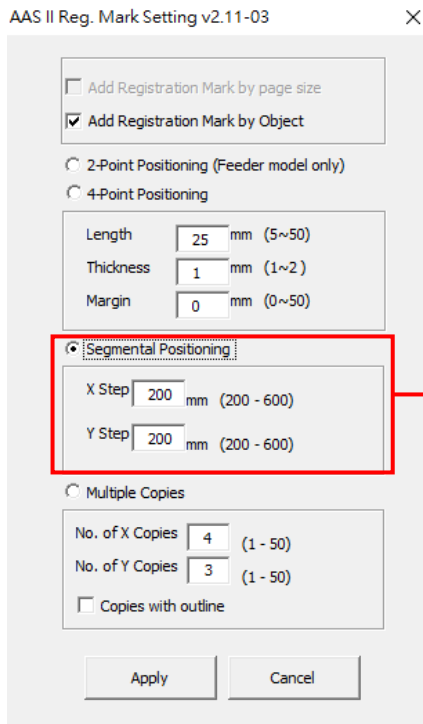 AAS II Reg. Mark Setting v2.11-03
Add Registration Mark by page size
Add Registration Mark by Object
2-Point Positioning (Feeder model only)
4-Point Positioning
Length 25 mm (5~50)
Thickness 1 mm (1~2 )
Margin 0 mm (0~50)
Segmental Positioning
X Step 200 mm (200 - 600)
Y Step 200 mm (200 - 600)
Multiple Copies
No. of X Copies 4 (1 - 50)
No. of Y Copies 3 (1 - 50)
Copies with outline
Apply Cancel